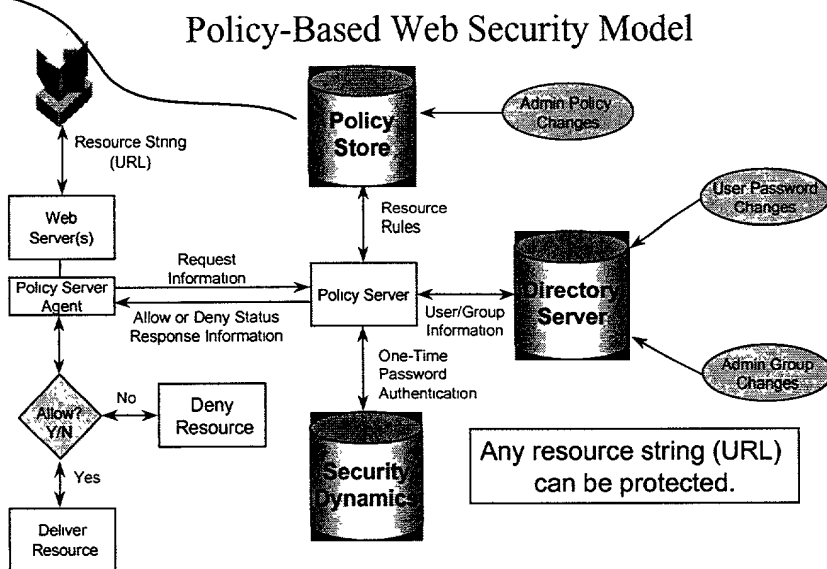 Policy-Based Web Security Model
Resource String
(URL)
Policy
Store
Admin Policy
Changes
Web
Server(s)
Resource
Rules
User Password
Changes
Request
Information
Policy Server
Agent
Policy Server
Allow or Deny Status
Response Information
User/Group
Information
Directory
Server
One-Time
Password
Authentication
Admin Group
Changes
Allow?
Y/N
No
Deny
Resource
Yes
Security
Dynamics
Any resource string (URL)
can be protected.
Deliver
Resource